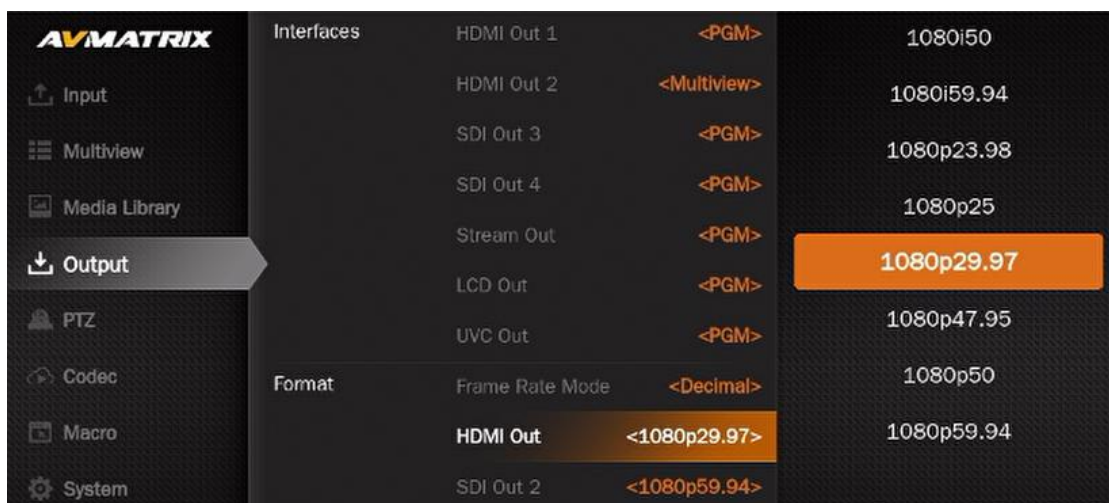 AVMATRIX
Input
Multiview
Media Library
Output
PTZ
Codec
Macro
System
Interfaces
HDMI Out 1 <PGM>
HDMI Out 2 <Multiview>
SDI Out 3 <PGM>
SDI Out 4 <PGM>
Stream Out <PGM>
LCD Out <PGM>
UVC Out <PGM>
Format
Frame Rate Mode <Decimal>
HDMI Out <1080p29.97>
SDI Out 2 <1080p59.94>
1080i50
1080i59.94
1080p23.98
1080p25
1080p29.97
1080p47.95
1080p50
1080p59.94